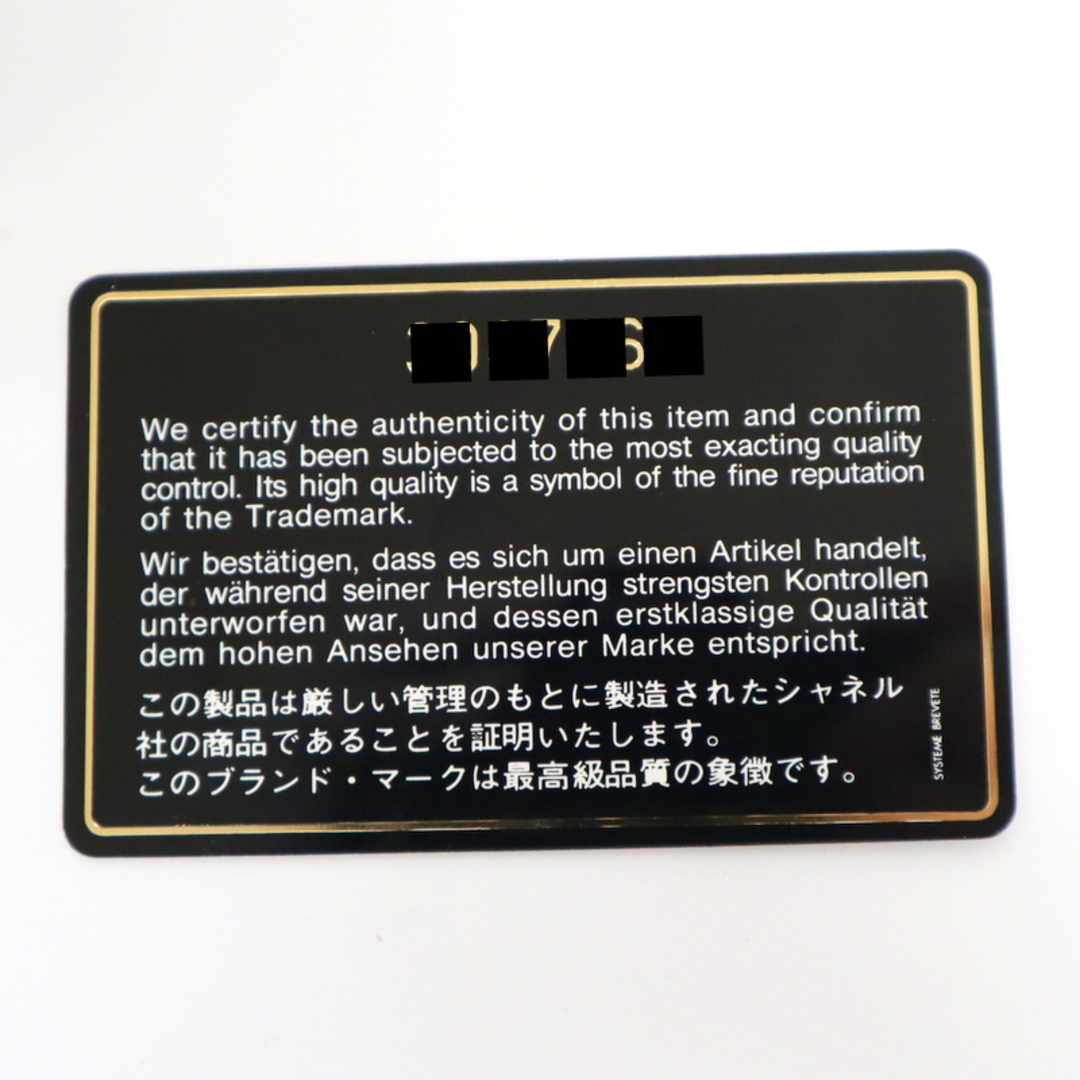 We certify the authenticity of this item and confirm
that it has been subjected to the most exacting quality
control. Its high quality is a symbol of the fine reputation
of the Trademark.
Wir bestätigen, dass es sich um einen Artikel handelt,
der während seiner Herstellung strengsten Kontrollen
unterworfen war, und dessen erstklassige Qualität
dem hohen Ansehen unserer Marke entspricht.
この製品は厳しい管理のもとに製造されたシャネル
社の商品であることを証明いたします。
このブランド・マークは最高級品質の象徴です。
SYSTEME BREVETE